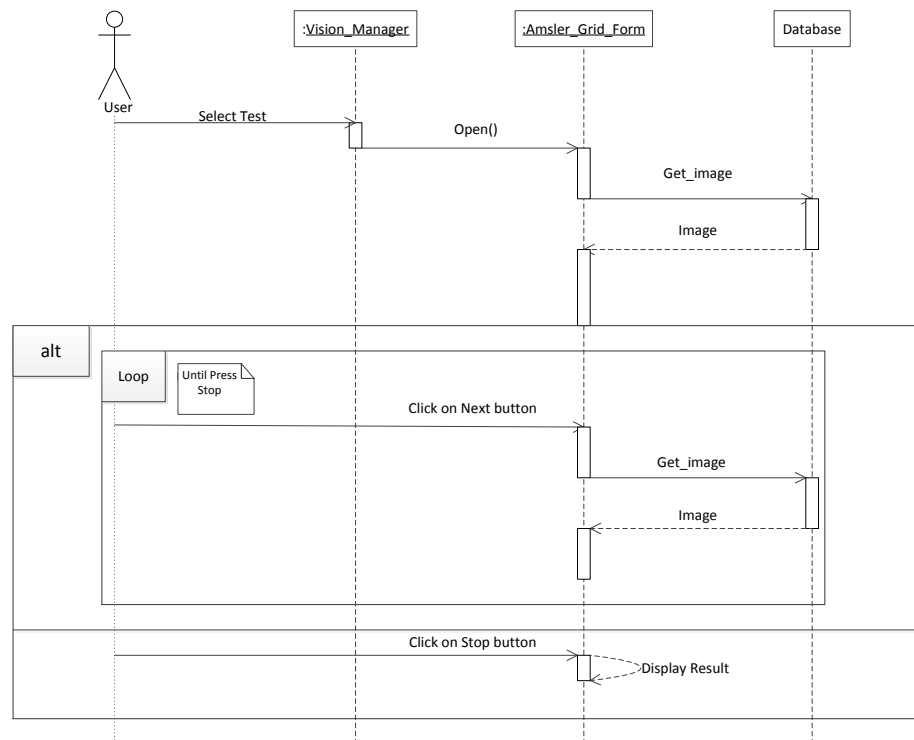 :Vision_Manager
:Amsler_Grid_Form
Database
User
Select Test
Open()
Get_image
Image
alt
Loop
Until Press
Stop
Click on Next button
Get_image
Image
Click on Stop button
Display Result